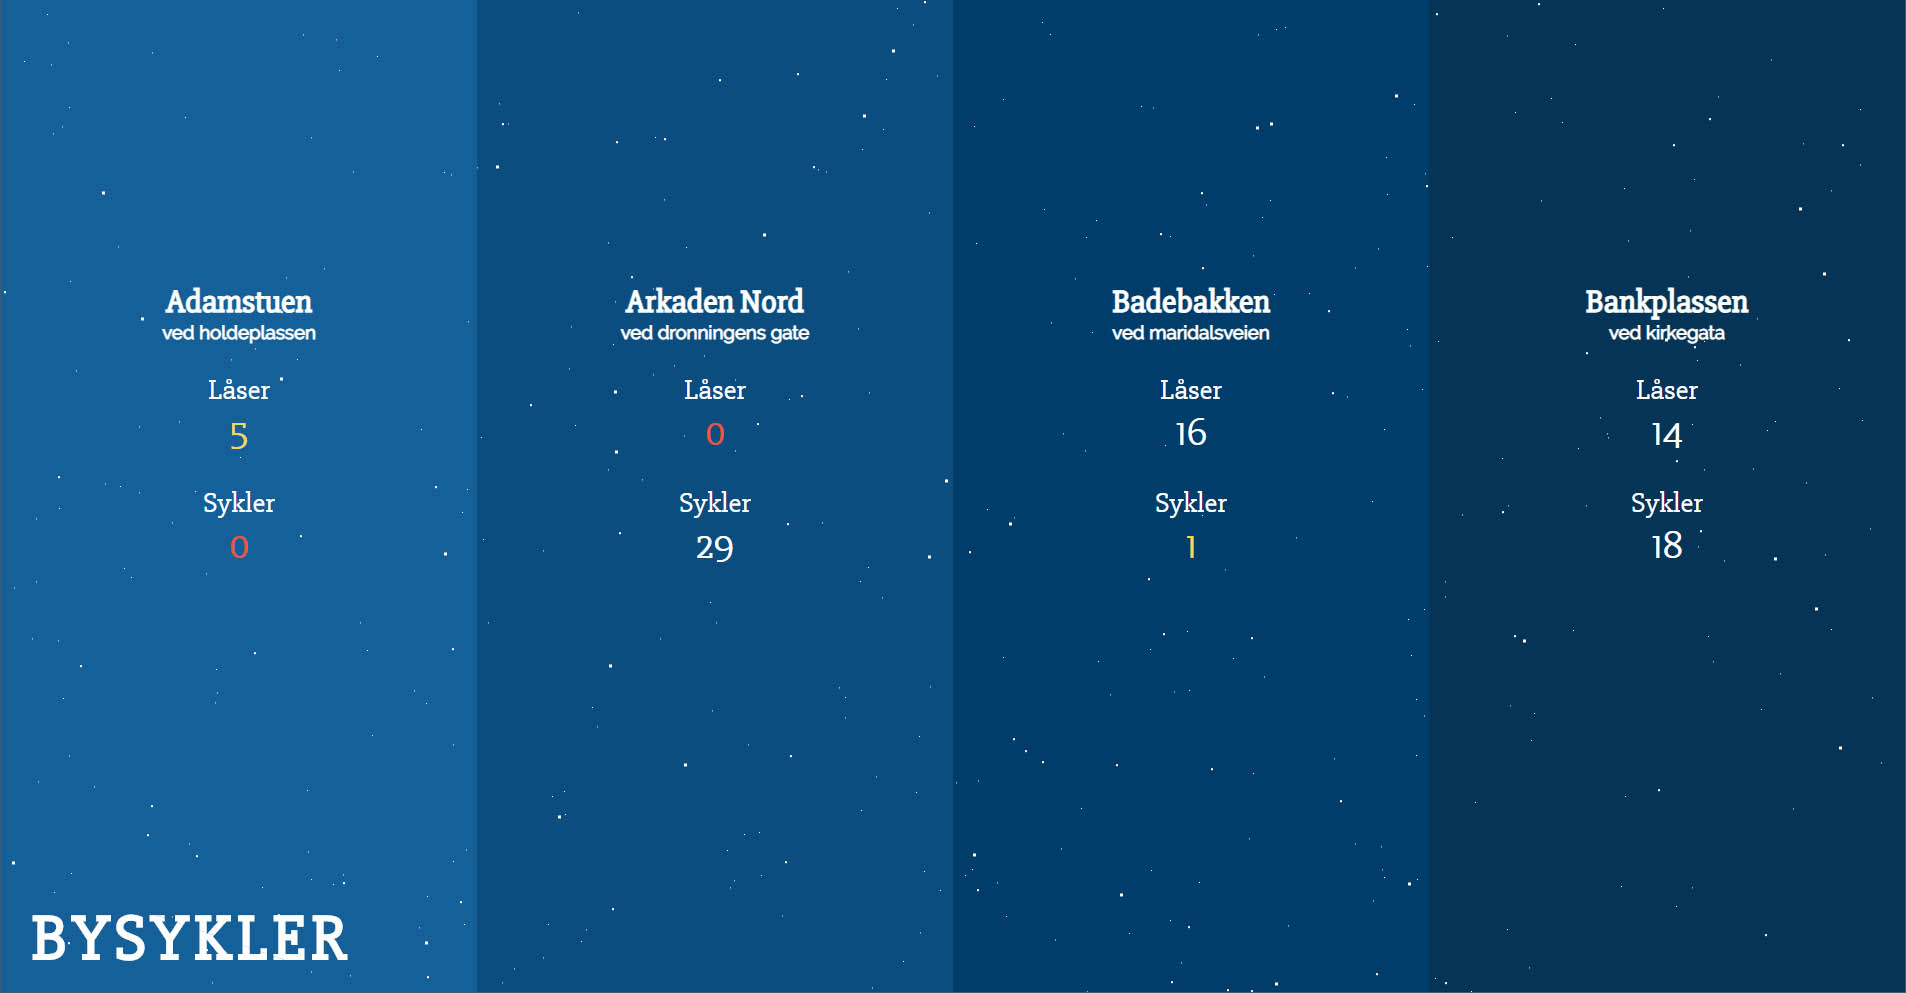 Adamstuen
ved holdeplassen
Låser
5
Sykler
0
Arkaden Nord
ved dronningens gate
Låser
0
Sykler
29
Badebakken
ved maridalsveien
Låser
16
Sykler
1
Bankplassen
ved kirkegata
Låser
14
Sykler
18
BYSYKLER